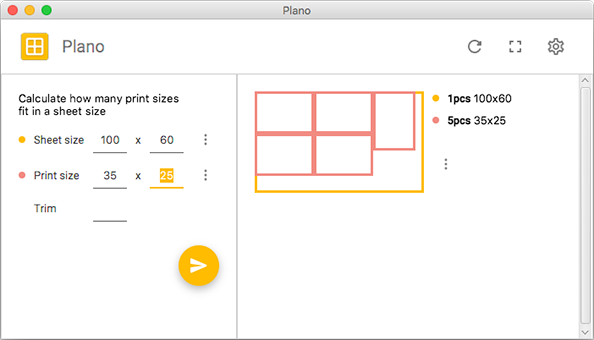 Plano
Plano
Calculate how many print sizes
fit in a sheet size
Sheet size 100 x 60
Print size 35 x 25
Trim
1pcs 100x60
5pcs 35x25